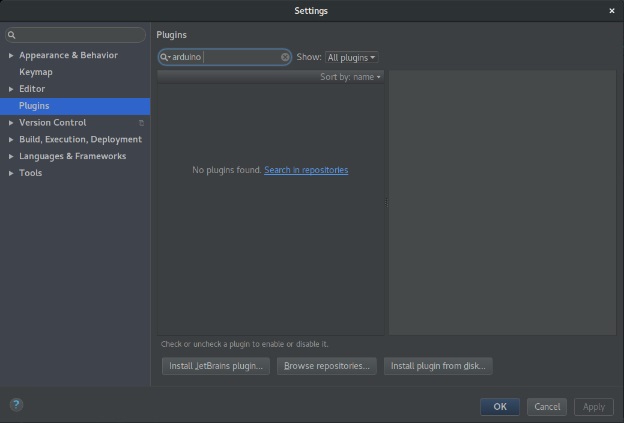 Settings
Plugins
arduino
Show: All plugins
Appearance & Behavior
Keymap
Editor
Plugins
Version Control
Build, Execution, Deployment
Languages & Frameworks
Tools
Sort by: name
No plugins found. Search in repositories
Check or uncheck a plugin to enable or disable it.
Install JetBrains plugin... Browse repositories... Install plugin from disk...
? OK Cancel Apply